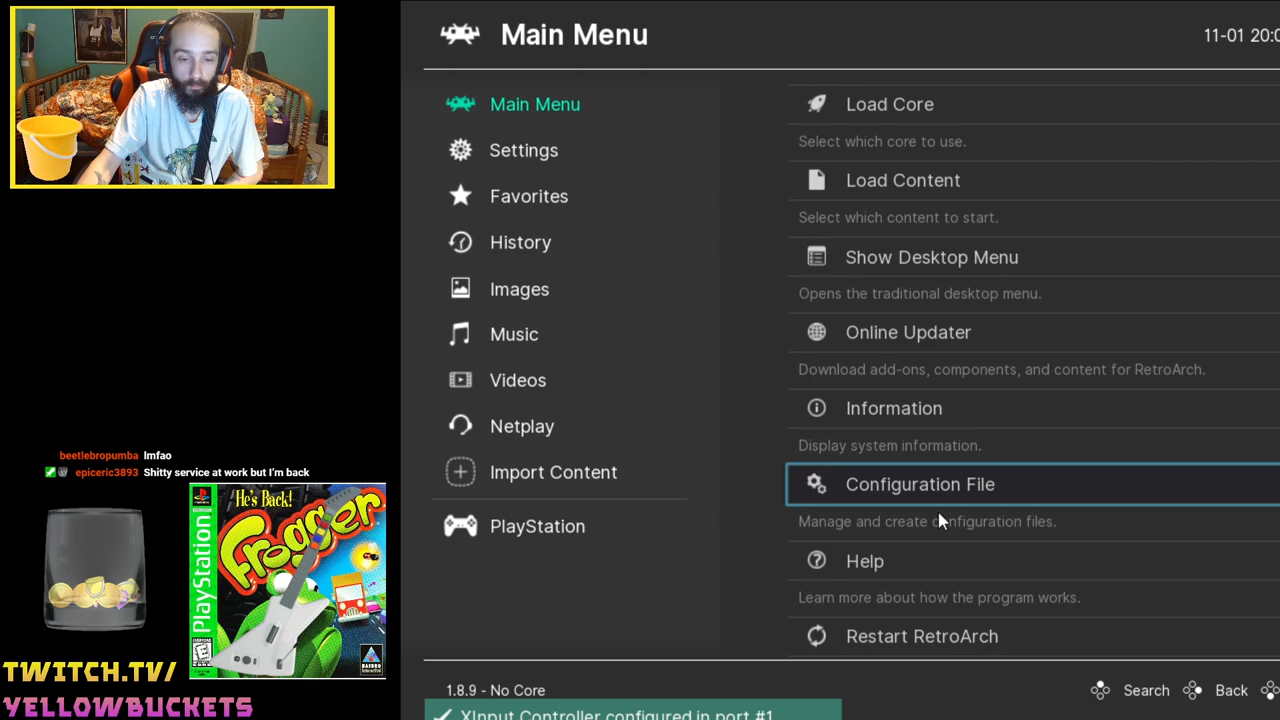 Main Menu
11-01 20:0
Main Menu
Settings
Favorites
History
Images
Music
Videos
Netplay
Import Content
PlayStation
Load Core
Select which core to use.
Load Content
Select which content to start.
Show Desktop Menu
Opens the traditional desktop menu.
Online Updater
Download add-ons, components, and content for RetroArch.
Information
Display system information.
Configuration File
Manage and create configuration files.
Help
Learn more about how the program works.
Restart RetroArch
1.8.9 - No Core
Search
Back
XInput Controller configured in port #1
beetlebropumba lmfao
epiceric3893 Shitty service at work but I'm back
PlayStation
He's Back!
Frogger
EVERYONE
E
HASBRO
Interactive
TWITCH.TV/
YELLOWBUCKETS